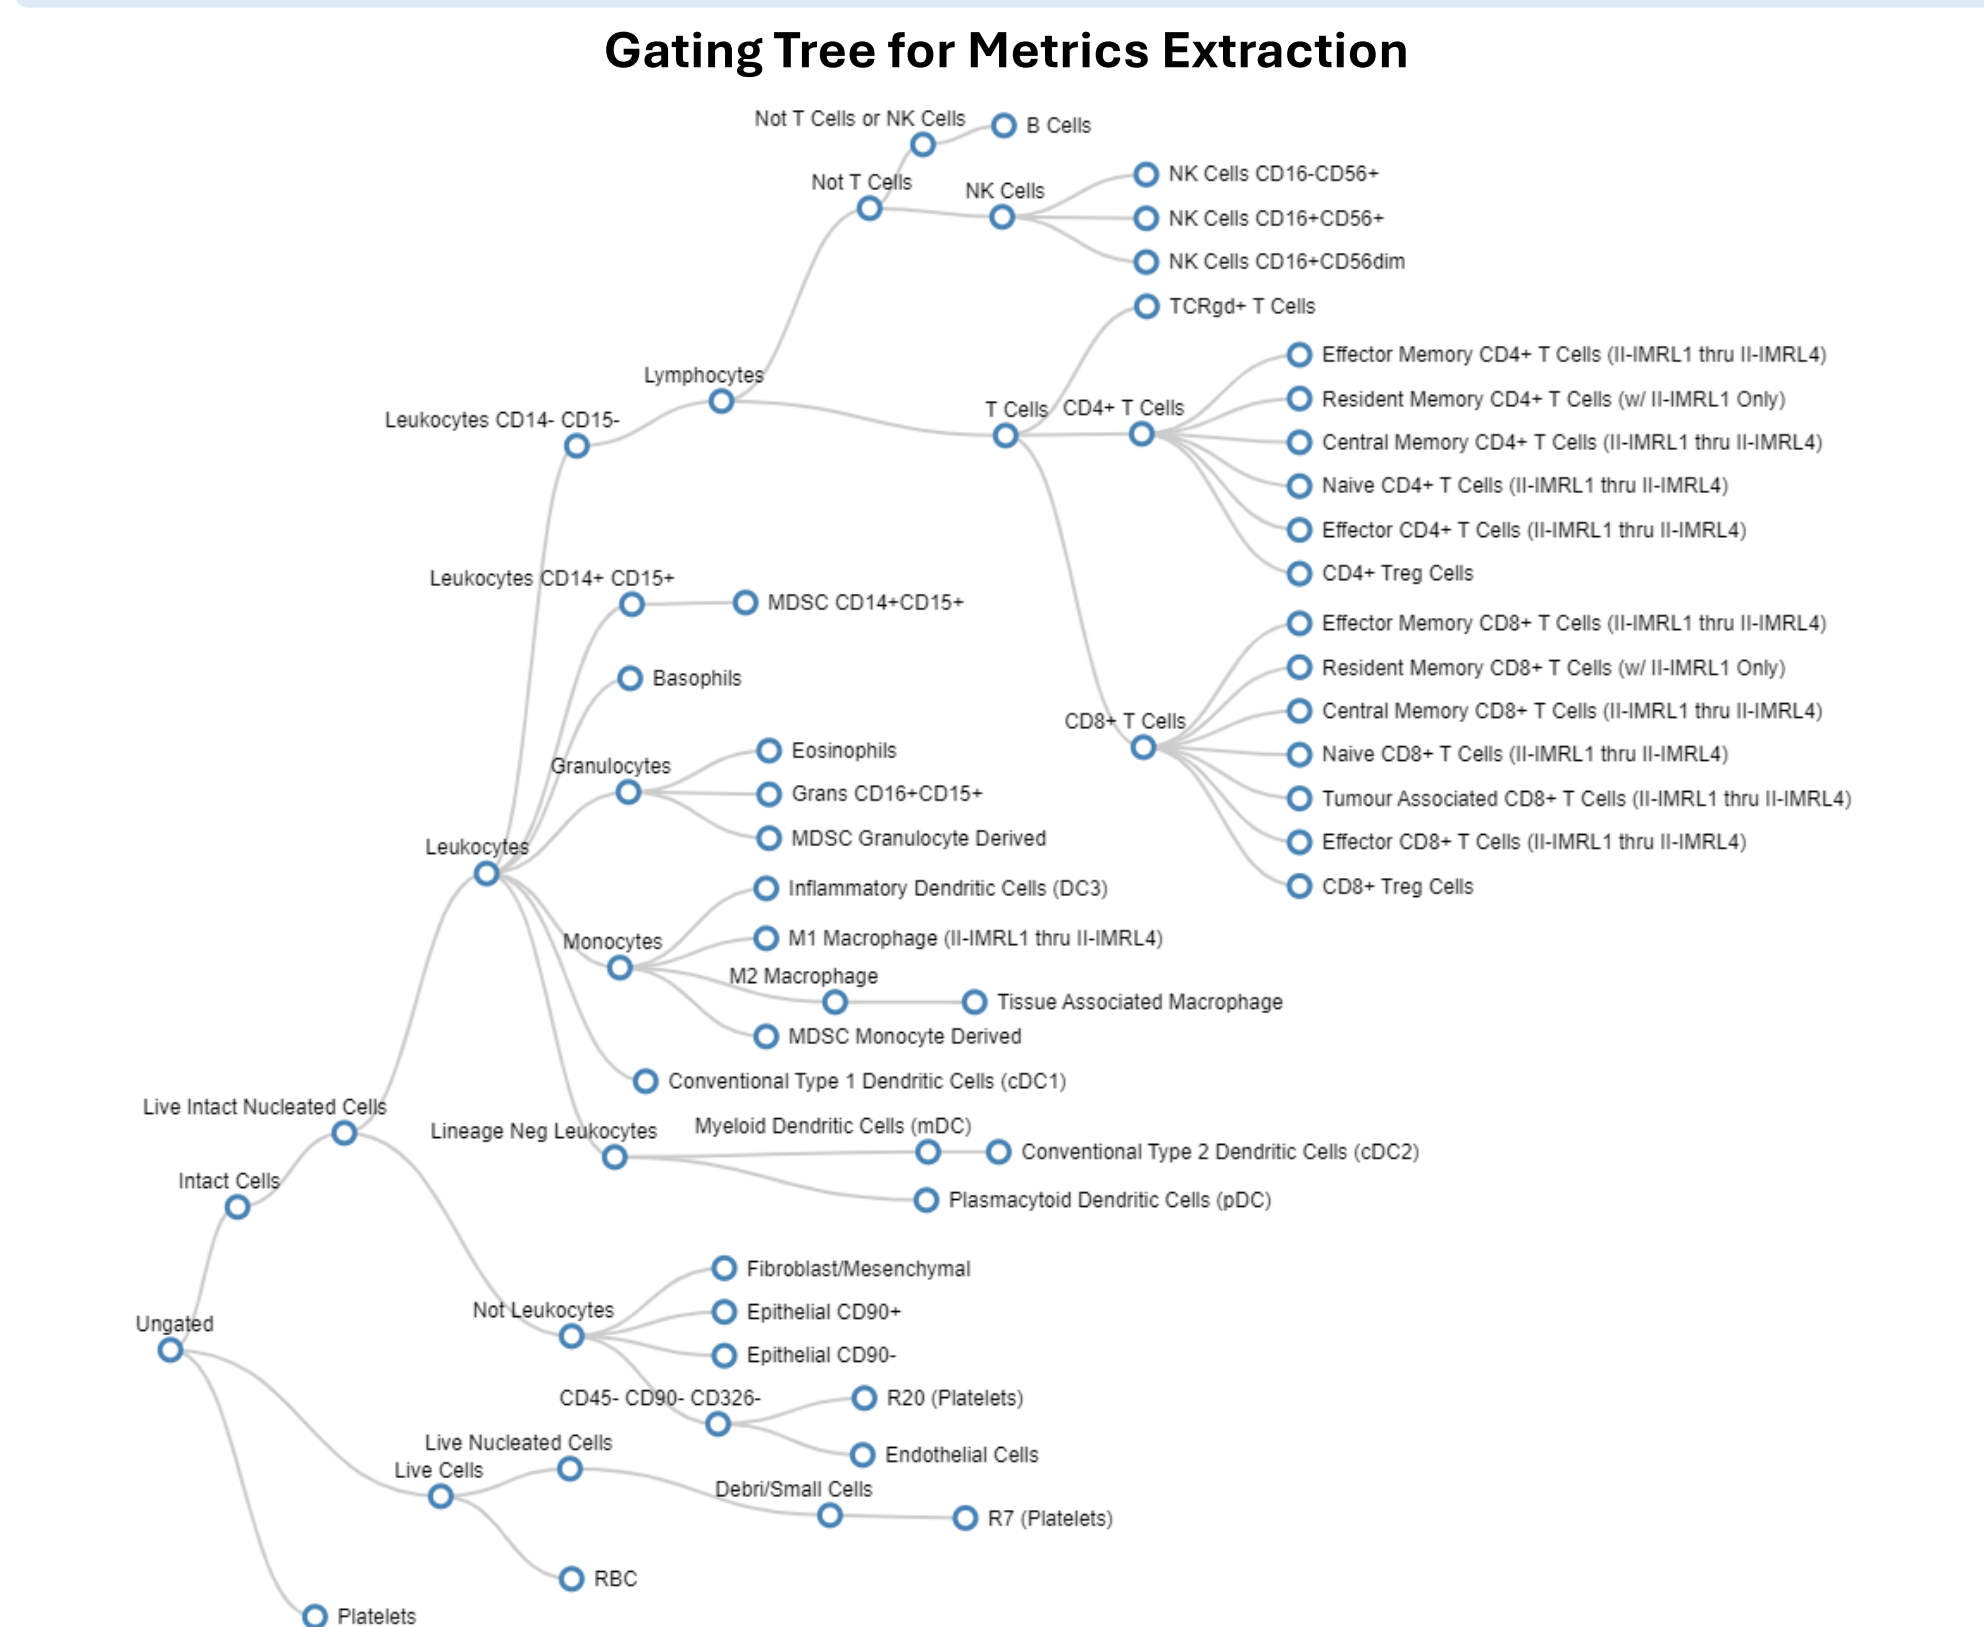 Gating Tree for Metrics Extraction
Not T Cells or NK Cells
B Cells
Not T Cells
NK Cells
NK Cells CD16-CD56+
NK Cells CD16+CD56+
NK Cells CD16+CD56dim
TCRgd+ T Cells
Lymphocytes
Leukocytes CD14- CD15-
T Cells
CD4+ T Cells
Effector Memory CD4+ T Cells (II-IMRL1 thru II-IMRL4)
Resident Memory CD4+ T Cells (w/ II-IMRL1 Only)
Central Memory CD4+ T Cells (II-IMRL1 thru II-IMRL4)
Naive CD4+ T Cells (II-IMRL1 thru II-IMRL4)
Effector CD4+ T Cells (II-IMRL1 thru II-IMRL4)
CD4+ Treg Cells
Leukocytes CD14+ CD15+
MDSC CD14+CD15+
Basophils
CD8+ T Cells
Effector Memory CD8+ T Cells (II-IMRL1 thru II-IMRL4)
Resident Memory CD8+ T Cells (w/ II-IMRL1 Only)
Central Memory CD8+ T Cells (II-IMRL1 thru II-IMRL4)
Naive CD8+ T Cells (II-IMRL1 thru II-IMRL4)
Tumour Associated CD8+ T Cells (II-IMRL1 thru II-IMRL4)
Effector CD8+ T Cells (II-IMRL1 thru II-IMRL4)
CD8+ Treg Cells
Granulocytes
Eosinophils
Grans CD16+CD15+
MDSC Granulocyte Derived
Leukocytes
Monocytes
Inflammatory Dendritic Cells (DC3)
M1 Macrophage (II-IMRL1 thru II-IMRL4)
M2 Macrophage
Tissue Associated Macrophage
MDSC Monocyte Derived
Conventional Type 1 Dendritic Cells (cDC1)
Live Intact Nucleated Cells
Lineage Neg Leukocytes
Myeloid Dendritic Cells (mDC)
Conventional Type 2 Dendritic Cells (cDC2)
Plasmacytoid Dendritic Cells (pDC)
Intact Cells
Fibroblast/Mesenchymal
Not Leukocytes
Epithelial CD90+
Ungated
Epithelial CD90-
CD45- CD90- CD326-
R20 (Platelets)
Endothelial Cells
Live Nucleated Cells
Live Cells
Debri/Small Cells
R7 (Platelets)
RBC
Platelets